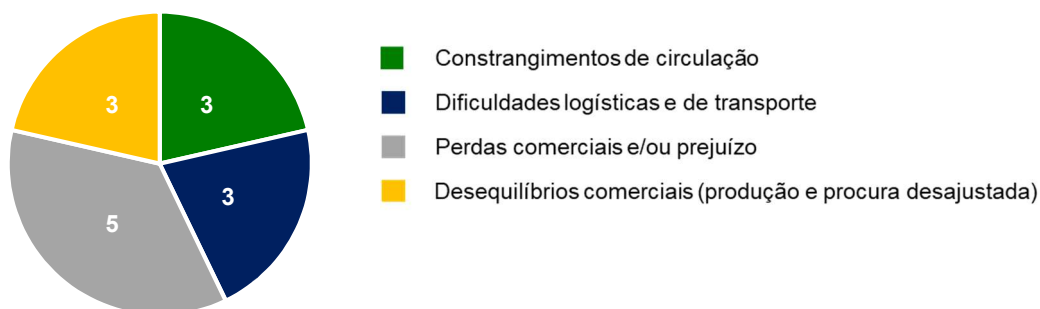 3
3
3
5
Constrangimentos de circulação
Dificuldades logísticas e de transporte
Perdas comerciais e/ou prejuízo
Desequilíbrios comerciais (produção e procura desajustada)